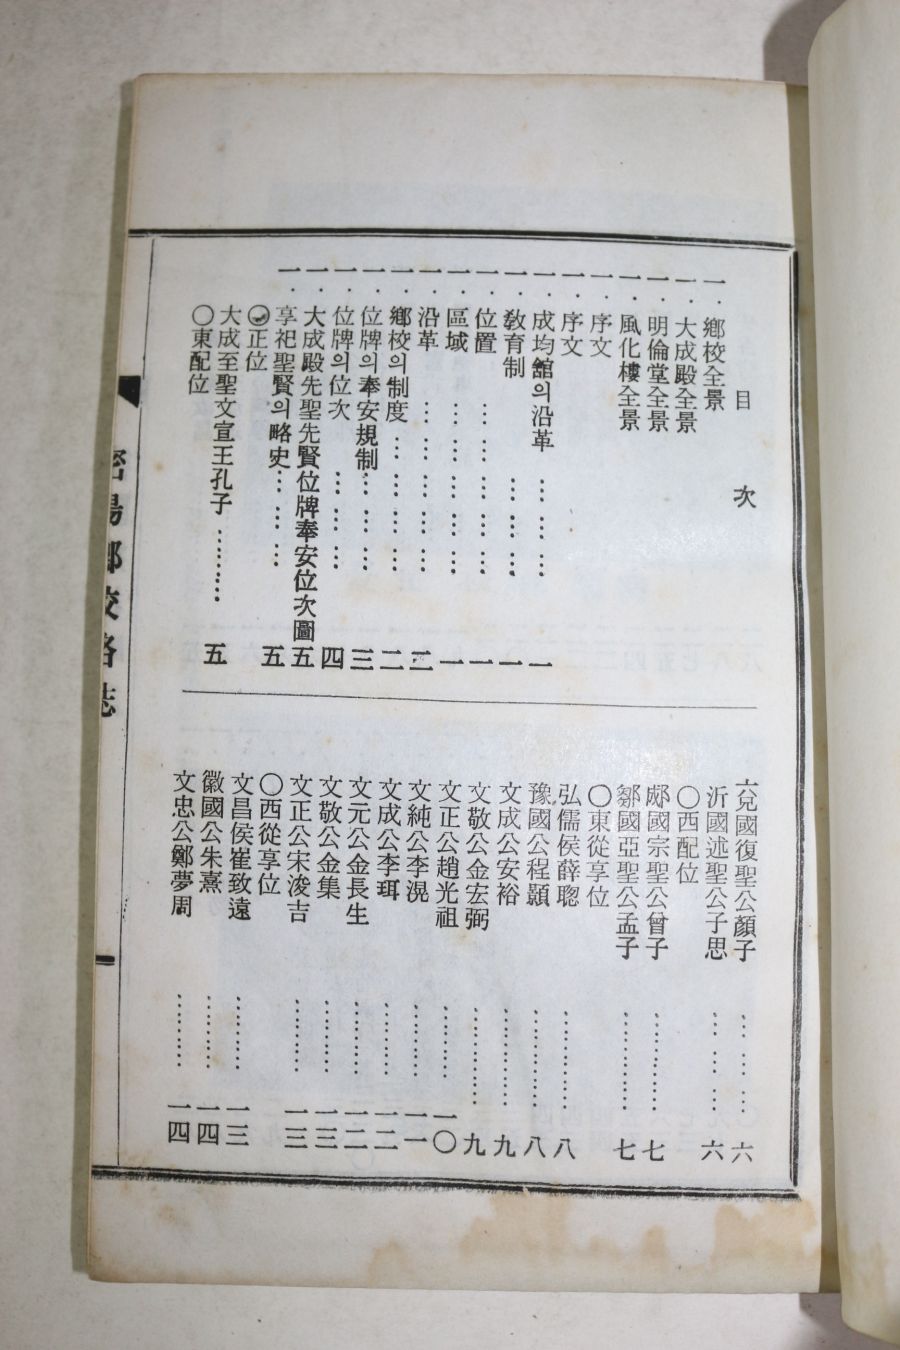 目 次
一. 鄉校全景
一. 大成殿全景
一. 明倫堂全景
一. 風化樓全景
一. 序文
一. 序文
一. 成均館의沿革 ………… 一
一. 敎育制 ………… 一
一. 位置 ………… 一
一. 區域 ………… 一
一. 沿革 ………… 二
一. 鄕校의制度 ………… 二
一. 位牌의奉安規制 ………… 三
一. 位牌의位次 ………… 四
一. 大成殿先聖先賢位牌奉安位次圖 五
一. 享祀聖賢의略史 ………… 五
正位
大成至聖文宣王孔子 ………… 五
○東配位
兗國復聖公顏子 ………… 六
沂國述聖公子思 ………… 六
○西配位
郕國宗聖公曾子 ………… 七
鄒國亞聖公孟子 ………… 七
○東從享位
弘儒侯薛聰 ………… 八
豫國公程顥 ………… 八
文成公安裕 ………… 九
文敬公金宏弼 ………… 九
文正公趙光祖 ………… 一〇
文純公李滉 ………… 一一
文成公李珥 ………… 一二
文元公金長生 ………… 一二
文敬公金集 ………… 一三
文正公宋浚吉 ………… 一三
○西從享位
文昌侯崔致遠 ………… 一三
徽國公朱熹 ………… 一四
文忠公鄭夢周 ………… 一四
密陽鄕校略誌